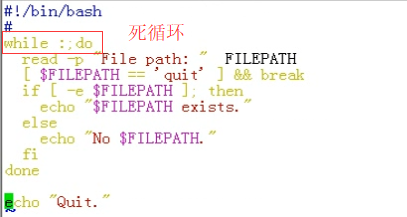 #!/bin/bash
#
while :;do 死循环
  read -p "File path: "  FILEPATH
  [ $FILEPATH == 'quit' ] && break
  if [ -e $FILEPATH ]; then
    echo "$FILEPATH exists."
  else
    echo "No $FILEPATH."
  fi
done

echo "Quit."
~